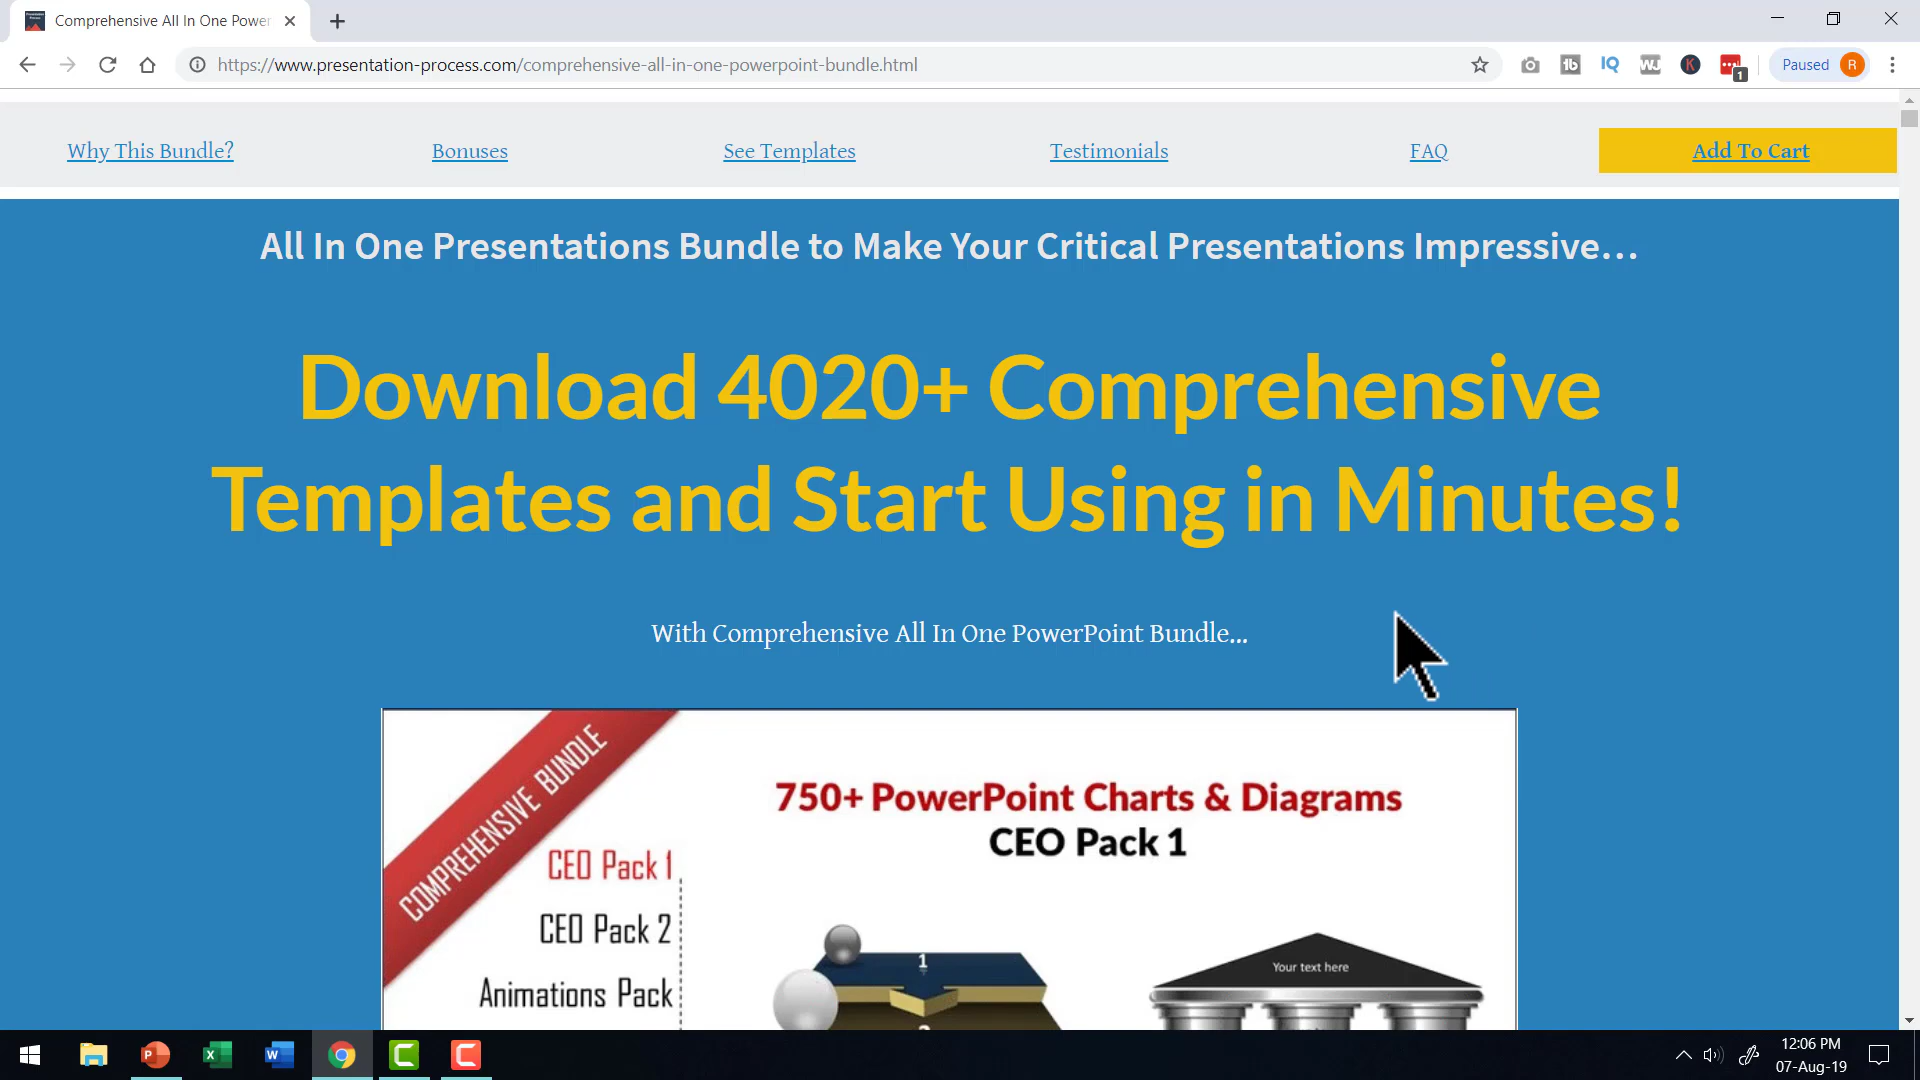 Comprehensive All In One Power
https://www.presentation-process.com/comprehensive-all-in-one-powerpoint-bundle.html
Paused R
Why This Bundle? Bonuses See Templates Testimonials FAQ Add To Cart
All In One Presentations Bundle to Make Your Critical Presentations Impressive...
Download 4020+ Comprehensive
Templates and Start Using in Minutes!
With Comprehensive All In One PowerPoint Bundle...
COMPREHENSIVE BUNDLE
750+ PowerPoint Charts & Diagrams
CEO Pack 1
CEO Pack 1
CEO Pack 2
Animations Pack
1
Your text here
12:06 PM
07-Aug-19